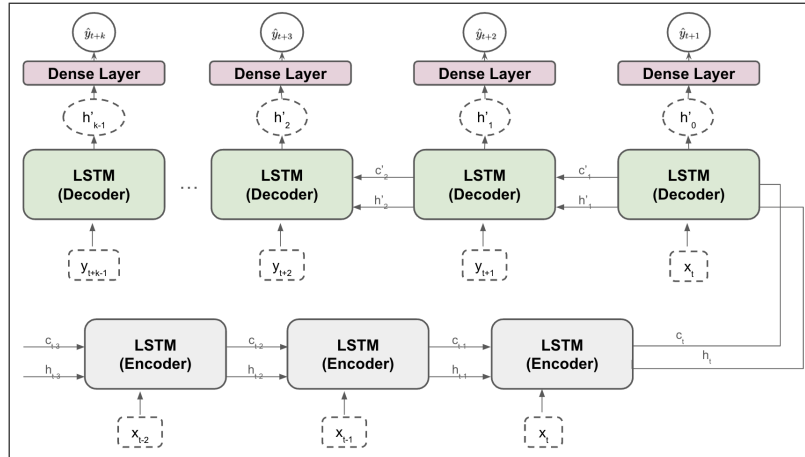 ŷt+k ŷt+3 ŷt+2 ŷt+1
Dense Layer Dense Layer Dense Layer Dense Layer
h'k-1 h'2 h'1 h'0
LSTM (Decoder) ... LSTM (Decoder) LSTM (Decoder) LSTM (Decoder)
c'2 c'1
h'2 h'1
yt+k-1 yt+2 yt+1 xt
LSTM (Encoder) LSTM (Encoder) LSTM (Encoder)
ct-3 ct-2 ct-1 ct
ht-3 ht-2 ht-1 ht
xt-2 xt-1 xt